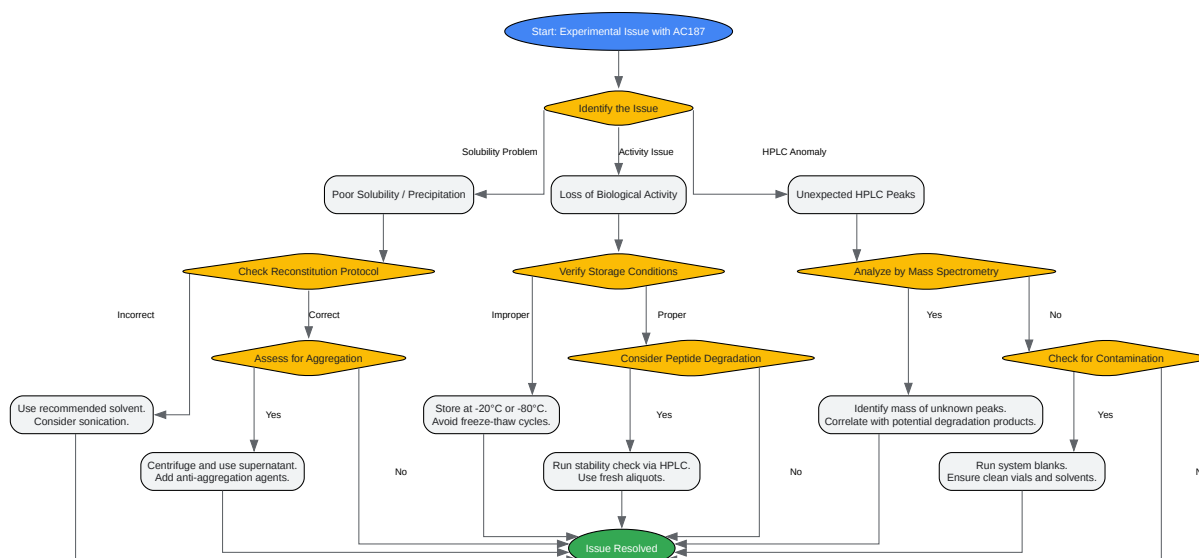 Start: Experimental Issue with AC187
Identify the Issue
Solubility Problem
Activity Issue
HPLC Anomaly
Poor Solubility / Precipitation
Loss of Biological Activity
Unexpected HPLC Peaks
Check Reconstitution Protocol
Verify Storage Conditions
Analyze by Mass Spectrometry
Incorrect
Correct
Improper
Proper
Yes
No
Assess for Aggregation
Consider Peptide Degradation
Check for Contamination
Use recommended solvent.
Consider sonication.
Yes
Store at -20°C or -80°C.
Avoid freeze-thaw cycles.
Yes
Identify mass of unknown peaks.
Correlate with potential degradation products.
Yes
Centrifuge and use supernatant.
Add anti-aggregation agents.
No
Run stability check via HPLC.
Use fresh aliquots.
No
Run system blanks.
Ensure clean vials and solvents.
Issue Resolved